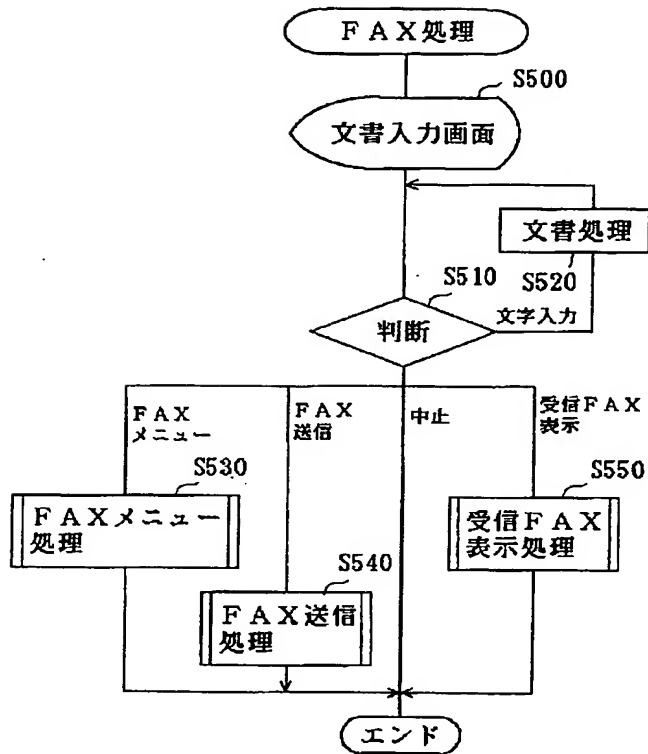 ＦＡＸ処理
S500
文書入力画面
文書処理
S520
S510
判断
文字入力
ＦＡＸ
メニュー
ＦＡＸ
送信
中止
受信ＦＡＸ
表示
S530
ＦＡＸメニュー
処理
S540
ＦＡＸ送信
処理
S550
受信ＦＡＸ
表示処理
エンド